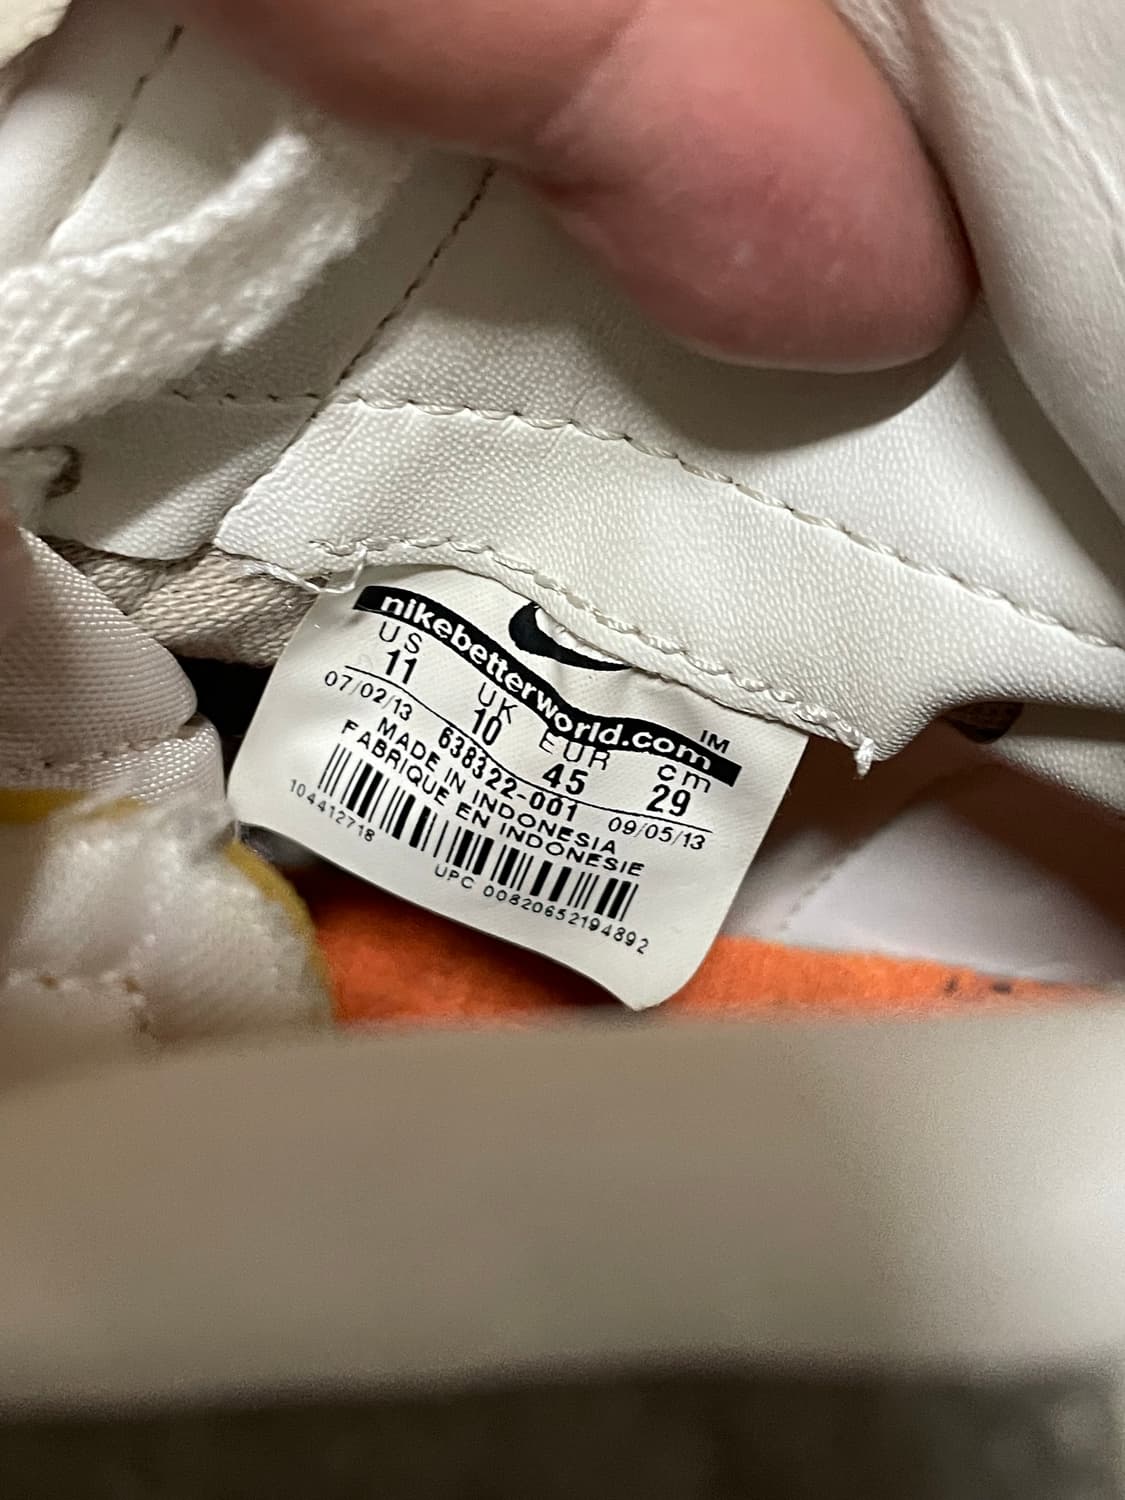 nikebetterworld.com
IM
US UK EUR cm
11 10 45 29
07/02/13 638322-001 09/05/13
MADE IN INDONESIA
FABRIQUE EN INDONESIE
104412718
UPC 00820652194892